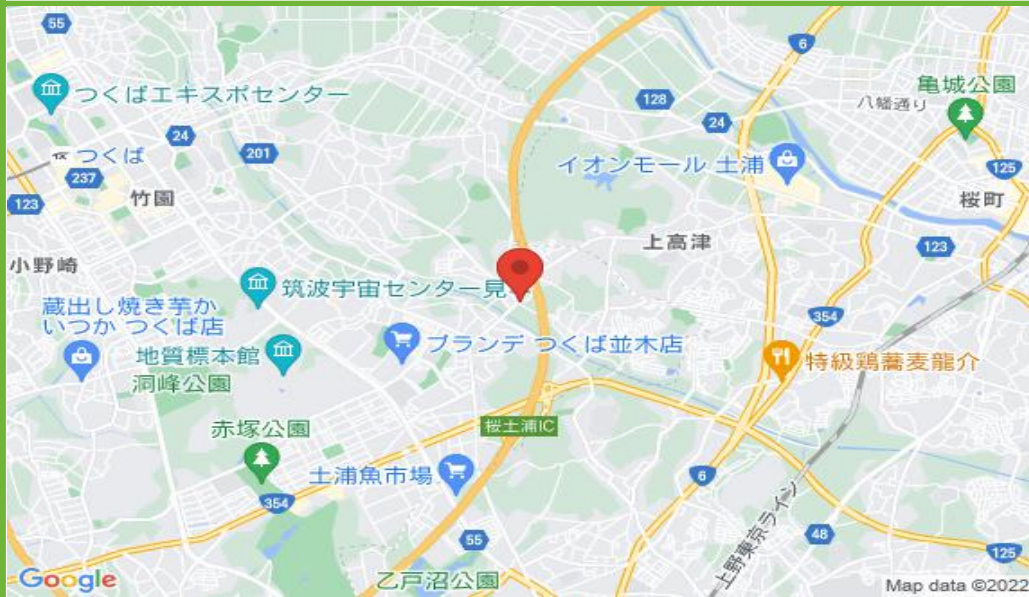 55
6
亀城公園
つくばエキスポセンター
128
八幡通り
24
24
つくば
201
イオンモール 土浦
125
237
竹園
桜町
123
上高津
123
小野崎
筑波宇宙センター見
蔵出し焼き芋か
いつか つくば店
354
地質標本館
ブランデ つくば並木店
特級鶏蕎麦龍介
洞峰公園
赤塚公園
桜土浦IC
土浦魚市場
6
354
上野東京ライン
48
55
125
乙戸沼公園
Google
Map data ©2022